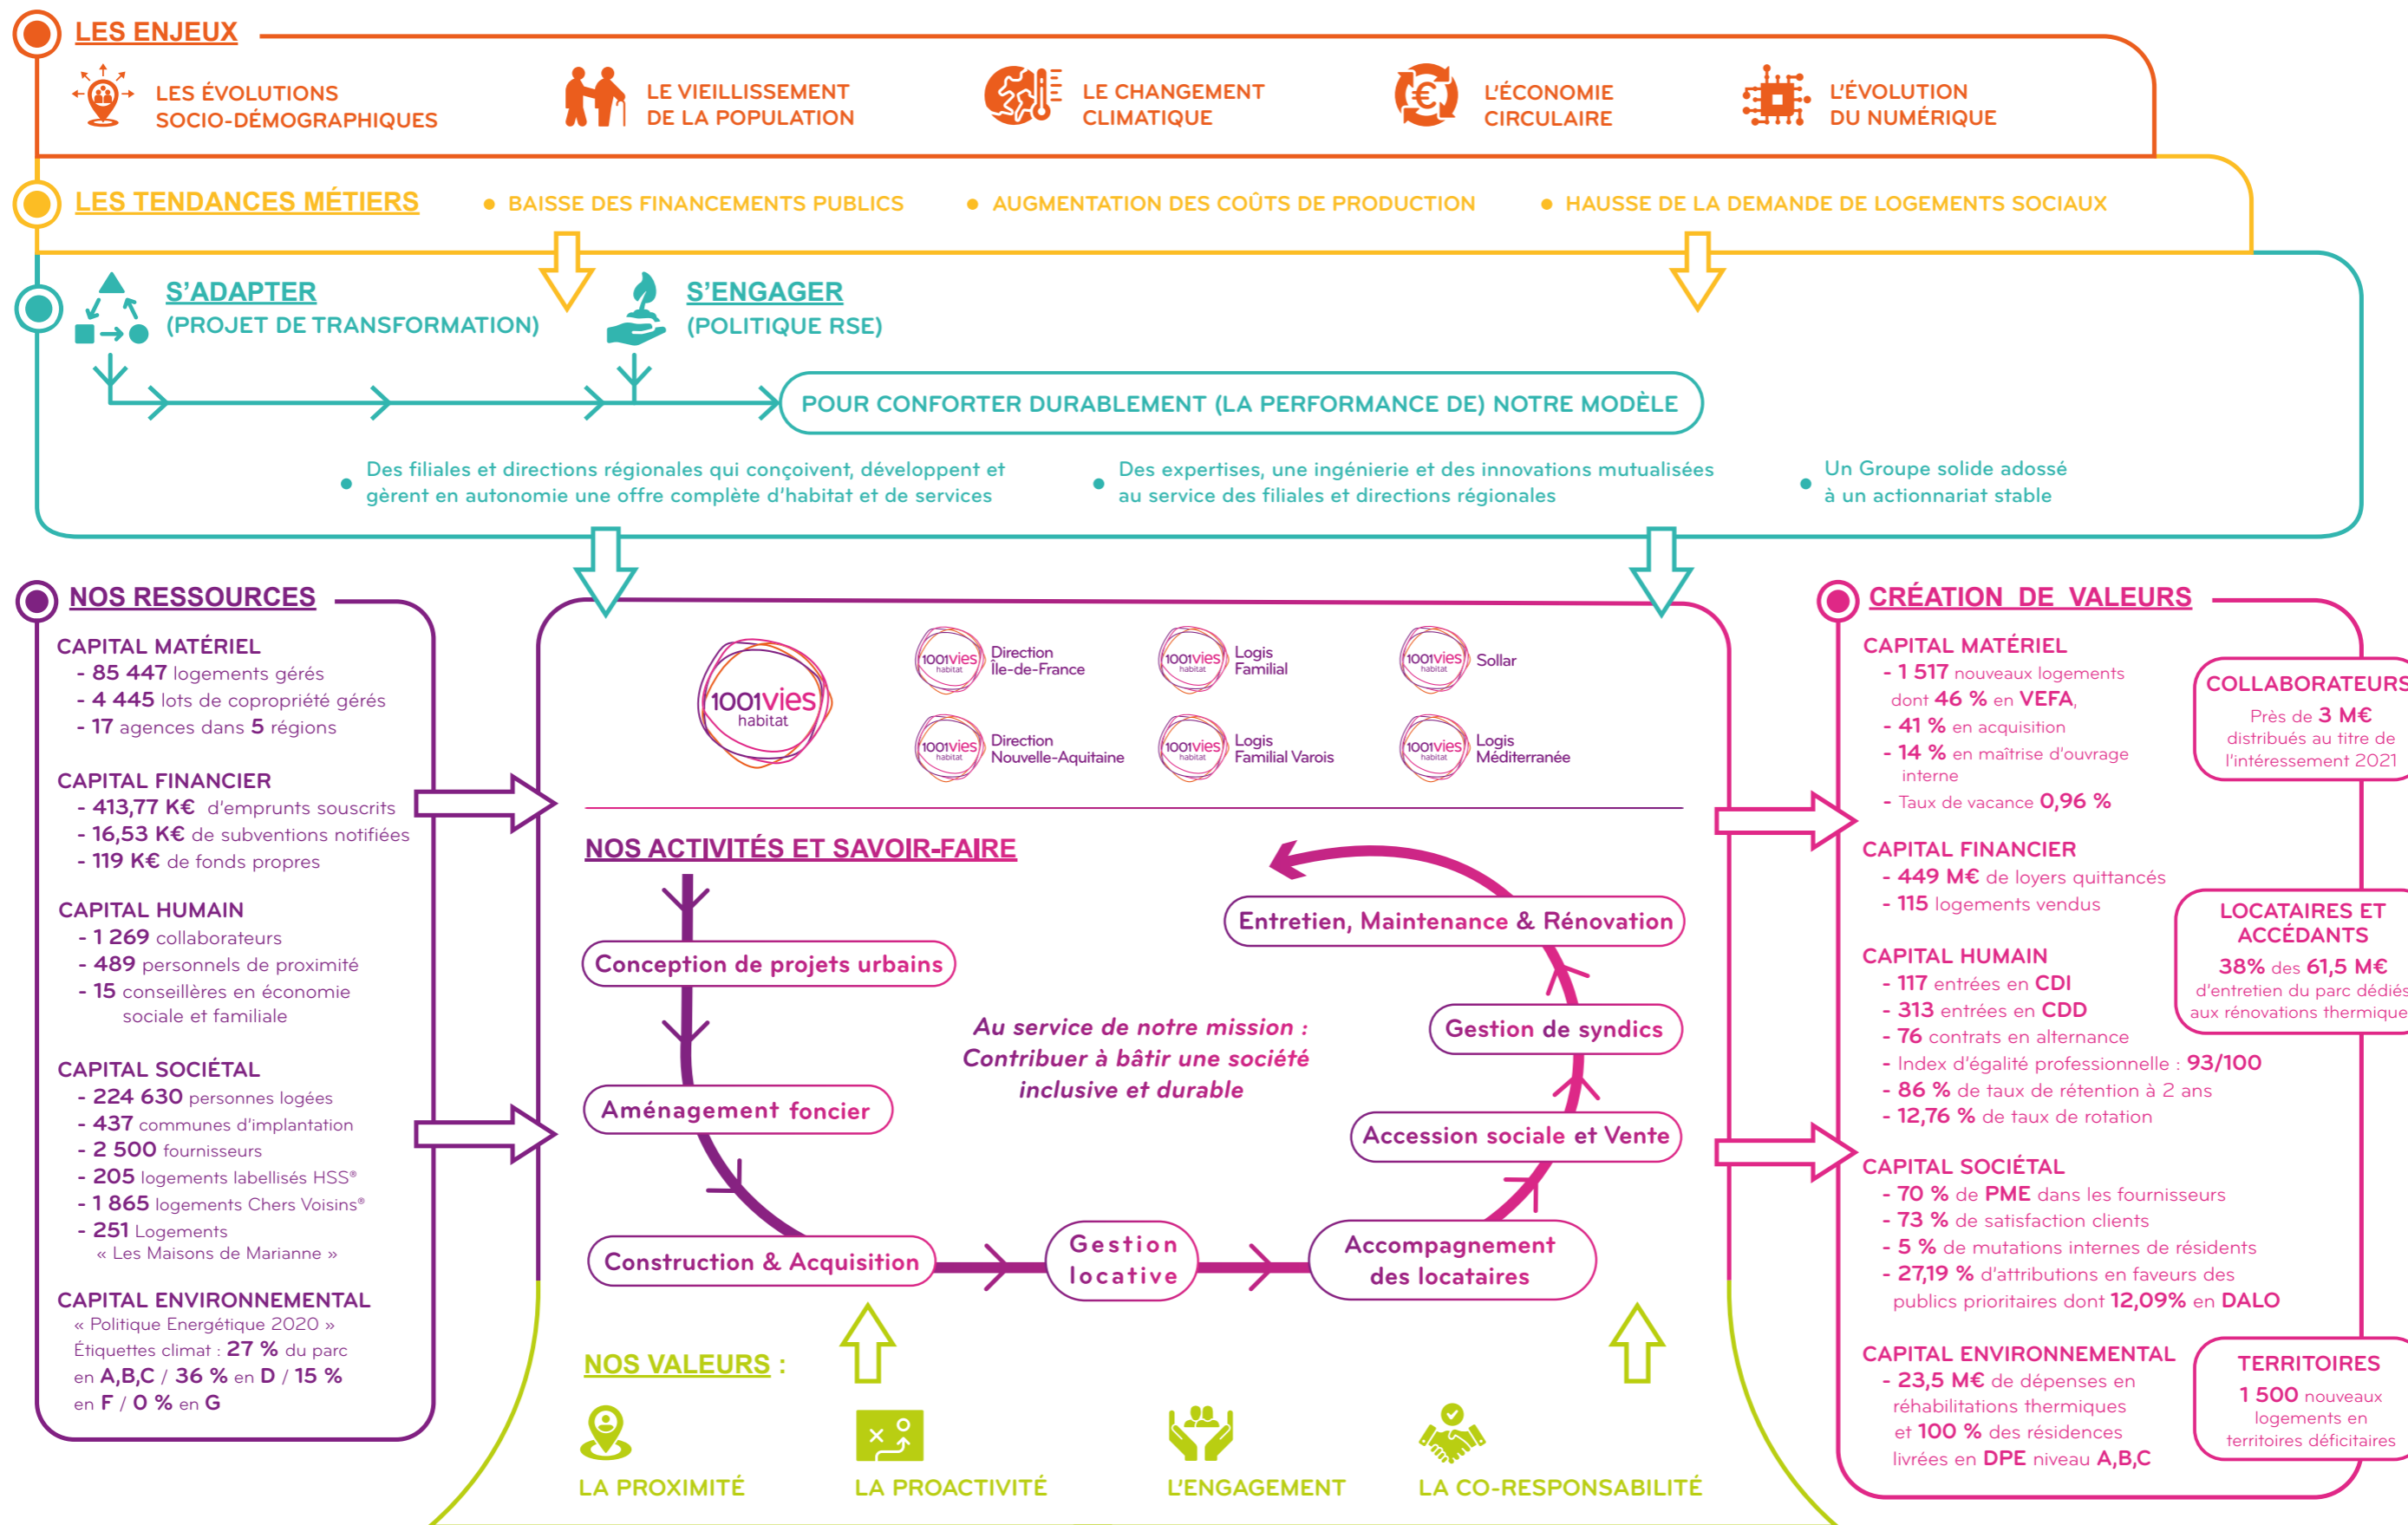 LES ENJEUX
LES ÉVOLUTIONS
SOCIO-DÉMOGRAPHIQUES
LE VIEILLISSEMENT
DE LA POPULATION
LE CHANGEMENT
CLIMATIQUE
L'ÉCONOMIE
CIRCULAIRE
L'ÉVOLUTION
DU NUMÉRIQUE
LES TENDANCES MÉTIERS
• BAISSE DES FINANCEMENTS PUBLICS
• AUGMENTATION DES COÛTS DE PRODUCTION
• HAUSSE DE LA DEMANDE DE LOGEMENTS SOCIAUX
S'ADAPTER
(PROJET DE TRANSFORMATION)
S'ENGAGER
(POLITIQUE RSE)
POUR CONFORTER DURABLEMENT (LA PERFORMANCE DE) NOTRE MODÈLE
• Des filiales et directions régionales qui conçoivent, développent et
gèrent en autonomie une offre complète d'habitat et de services
• Des expertises, une ingénierie et des innovations mutualisées
au service des filiales et directions régionales
• Un Groupe solide adossé
à un actionnariat stable
NOS RESSOURCES
CAPITAL MATÉRIEL
- 85 447 logements gérés
- 4 445 lots de copropriété gérés
- 17 agences dans 5 régions
CAPITAL FINANCIER
- 413,77 K€ d'emprunts souscrits
- 16,53 K€ de subventions notifiées
- 119 K€ de fonds propres
CAPITAL HUMAIN
- 1 269 collaborateurs
- 489 personnels de proximité
- 15 conseillères en économie
sociale et familiale
CAPITAL SOCIÉTAL
- 224 630 personnes logées
- 437 communes d'implantation
- 2 500 fournisseurs
- 205 logements labellisés HSS®
- 1 865 logements Chers Voisins®
- 251 Logements
« Les Maisons de Marianne »
CAPITAL ENVIRONNEMENTAL
« Politique Energétique 2020 »
Étiquettes climat : 27 % du parc
en A,B,C / 36 % en D / 15 %
en F / 0 % en G
1001vies
habitat
1001vies
habitat
Direction
Île-de-France
1001vies
habitat
Logis
Familial
1001vies
habitat
Sollar
1001vies
habitat
Direction
Nouvelle-Aquitaine
1001vies
habitat
Logis
Familial Varois
1001vies
habitat
Logis
Méditerranée
NOS ACTIVITÉS ET SAVOIR-FAIRE
Conception de projets urbains
Aménagement foncier
Construction & Acquisition
Gestion
locative
Accompagnement
des locataires
Accession sociale et Vente
Gestion de syndics
Entretien, Maintenance & Rénovation
Au service de notre mission :
Contribuer à bâtir une société
inclusive et durable
NOS VALEURS :
LA PROXIMITÉ
LA PROACTIVITÉ
L'ENGAGEMENT
LA CO-RESPONSABILITÉ
CRÉATION DE VALEURS
CAPITAL MATÉRIEL
- 1 517 nouveaux logements
dont 46 % en VEFA,
- 41 % en acquisition
- 14 % en maîtrise d'ouvrage
interne
- Taux de vacance 0,96 %
CAPITAL FINANCIER
- 449 M€ de loyers quittancés
- 115 logements vendus
CAPITAL HUMAIN
- 117 entrées en CDI
- 313 entrées en CDD
- 76 contrats en alternance
- Index d'égalité professionnelle : 93/100
- 86 % de taux de rétention à 2 ans
- 12,76 % de taux de rotation
CAPITAL SOCIÉTAL
- 70 % de PME dans les fournisseurs
- 73 % de satisfaction clients
- 5 % de mutations internes de résidents
- 27,19 % d'attributions en faveurs des
publics prioritaires dont 12,09% en DALO
CAPITAL ENVIRONNEMENTAL
- 23,5 M€ de dépenses en
réhabilitations thermiques
et 100 % des résidences
livrées en DPE niveau A,B,C
COLLABORATEURS
Près de 3 M€
distribués au titre de
l'intéressement 2021
LOCATAIRES ET
ACCÉDANTS
38% des 61,5 M€
d'entretien du parc dédiés
aux rénovations thermique
TERRITOIRES
1 500 nouveaux
logements en
territoires déficitaires